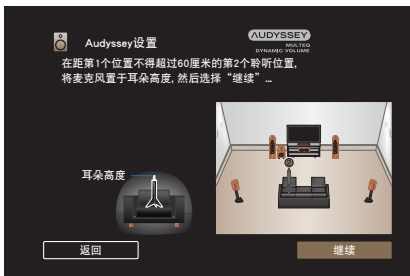 Audyssey设置
AUDYSSEY
MULTEQ
DYNAMIC VOLUME
在距第1个位置不得超过60厘米的第2个聆听位置,
将麦克风置于耳朵高度, 然后选择“继续”...
耳朵高度
返回
继续